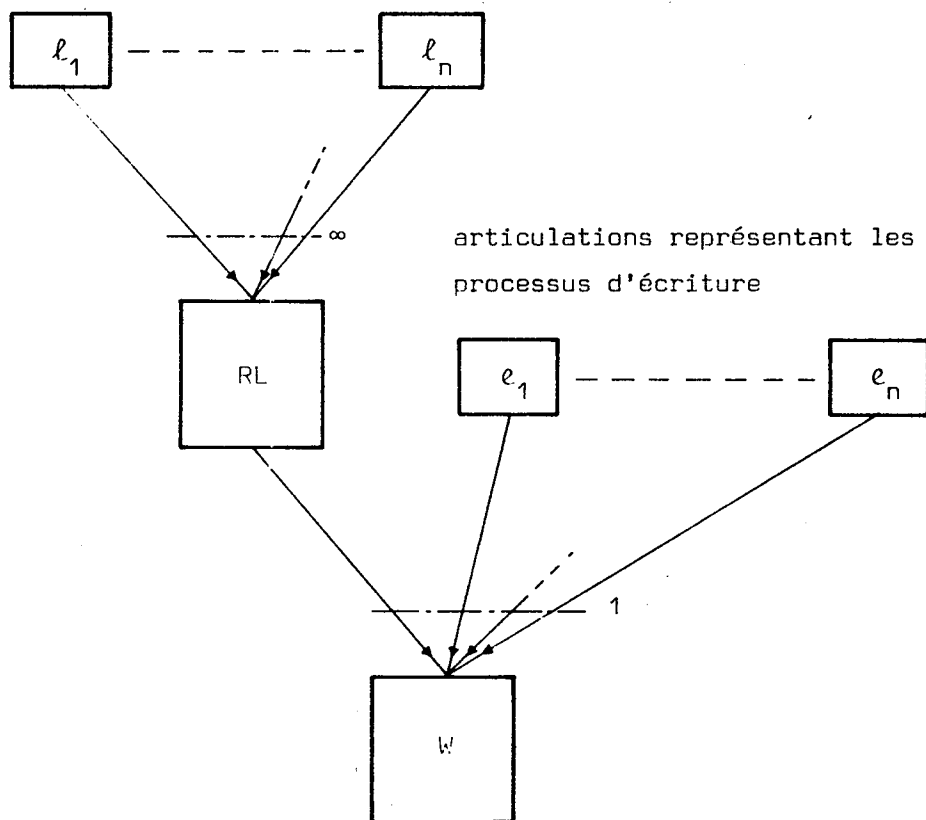 ℓ₁
ℓₙ
∞
articulations représentant les
processus d'écriture
RL
e₁
eₙ
1
W